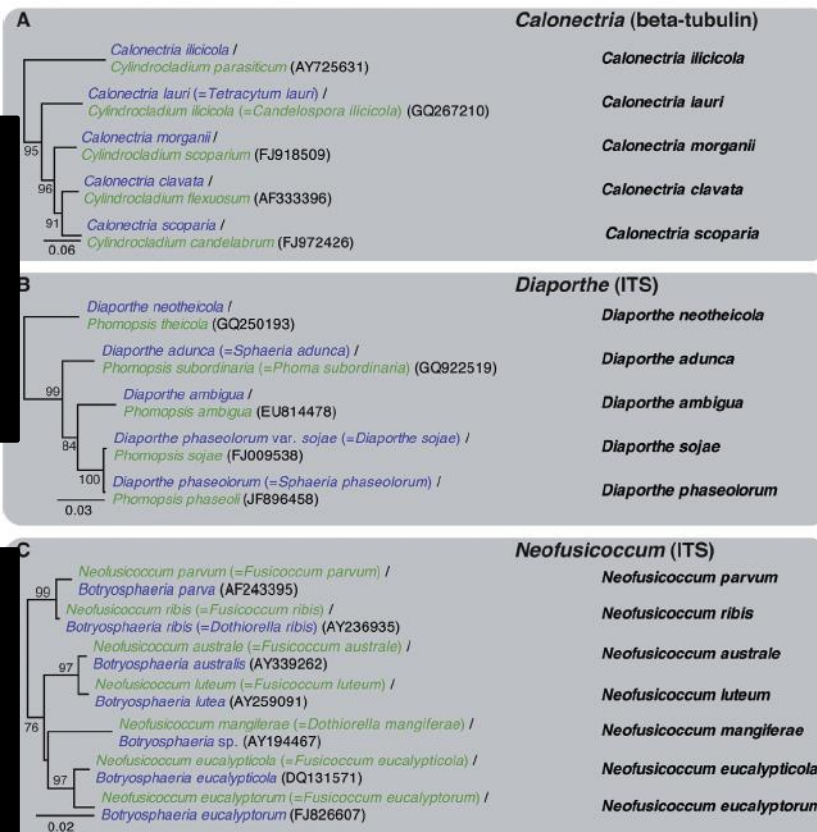 A
Calonectria (beta-tubulin)
Calonectria ilicicola /
Cylindrocladium parasiticum (AY725631)
Calonectria ilicicola
Calonectria lauri (=Tetracytum lauri) /
Cylindrocladium ilicicola (=Candelospora ilicicola) (GQ267210)
Calonectria lauri
95
Calonectria morganii /
Cylindrocladium scoparium (FJ918509)
Calonectria morganii
96
Calonectria clavata /
Cylindrocladium flexuosum (AF333396)
Calonectria clavata
91
Calonectria scoparia /
Cylindrocladium candelabrum (FJ972426)
Calonectria scoparia
0.06
B
Diaporthe (ITS)
Diaporthe neotheicola /
Phomopsis theicola (GQ250193)
Diaporthe neotheicola
Diaporthe adunca (=Sphaeria adunca) /
Phomopsis subordinaria (=Phoma subordinaria) (GQ922519)
Diaporthe adunca
99
Diaporthe ambigua /
Phomopsis ambigua (EU814478)
Diaporthe ambigua
84
Diaporthe phaseolorum var. sojae (=Diaporthe sojae) /
Phomopsis sojae (FJ009538)
Diaporthe sojae
100
Diaporthe phaseolorum (=Sphaeria phaseolorum) /
Phomopsis phaseoli (JF896458)
Diaporthe phaseolorum
0.03
C
Neofusicoccum (ITS)
Neofusicoccum parvum (=Fusicoccum parvum) /
Botryosphaeria parva (AF243395)
Neofusicoccum parvum
99
Neofusicoccum ribis (=Fusicoccum ribis) /
Botryosphaeria ribis (=Dothiorella ribis) (AY236935)
Neofusicoccum ribis
Neofusicoccum australe (=Fusicoccum australe) /
Botryosphaeria australis (AY339262)
Neofusicoccum australe
97
Neofusicoccum luteum (=Fusicoccum luteum) /
Botryosphaeria lutea (AY259091)
Neofusicoccum luteum
76
Neofusicoccum mangiferae (=Dothiorella mangiferae) /
Botryosphaeria sp. (AY194467)
Neofusicoccum mangiferae
Neofusicoccum eucalypticola (=Fusicoccum eucalypticola) /
Botryosphaeria eucalypticola (DQ131571)
Neofusicoccum eucalypticola
97
Neofusicoccum eucalyptorum (=Fusicoccum eucalyptorum) /
Botryosphaeria eucalyptorum (FJ826607)
Neofusicoccum eucalyptorum
0.02